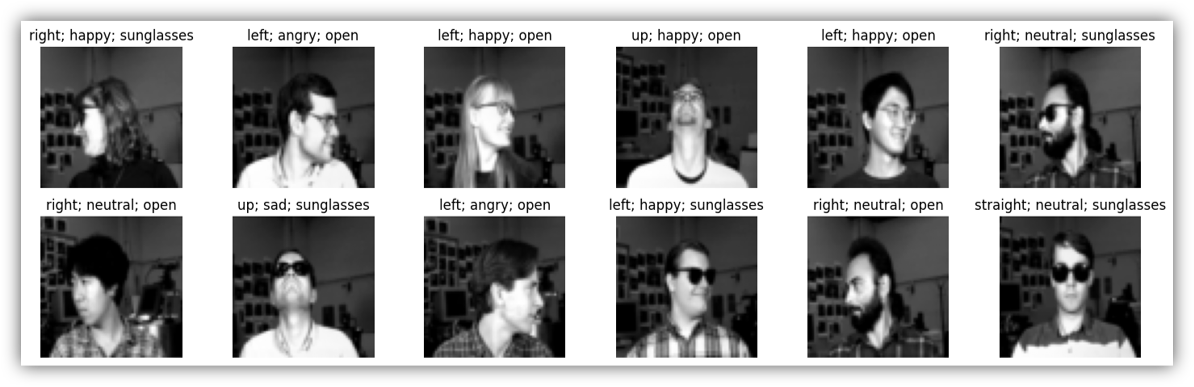 right; happy; sunglasses
left; angry; open
left; happy; open
up; happy; open
left; happy; open
right; neutral; sunglasses
right; neutral; open
up; sad; sunglasses
left; angry; open
left; happy; sunglasses
right; neutral; open
straight; neutral; sunglasses